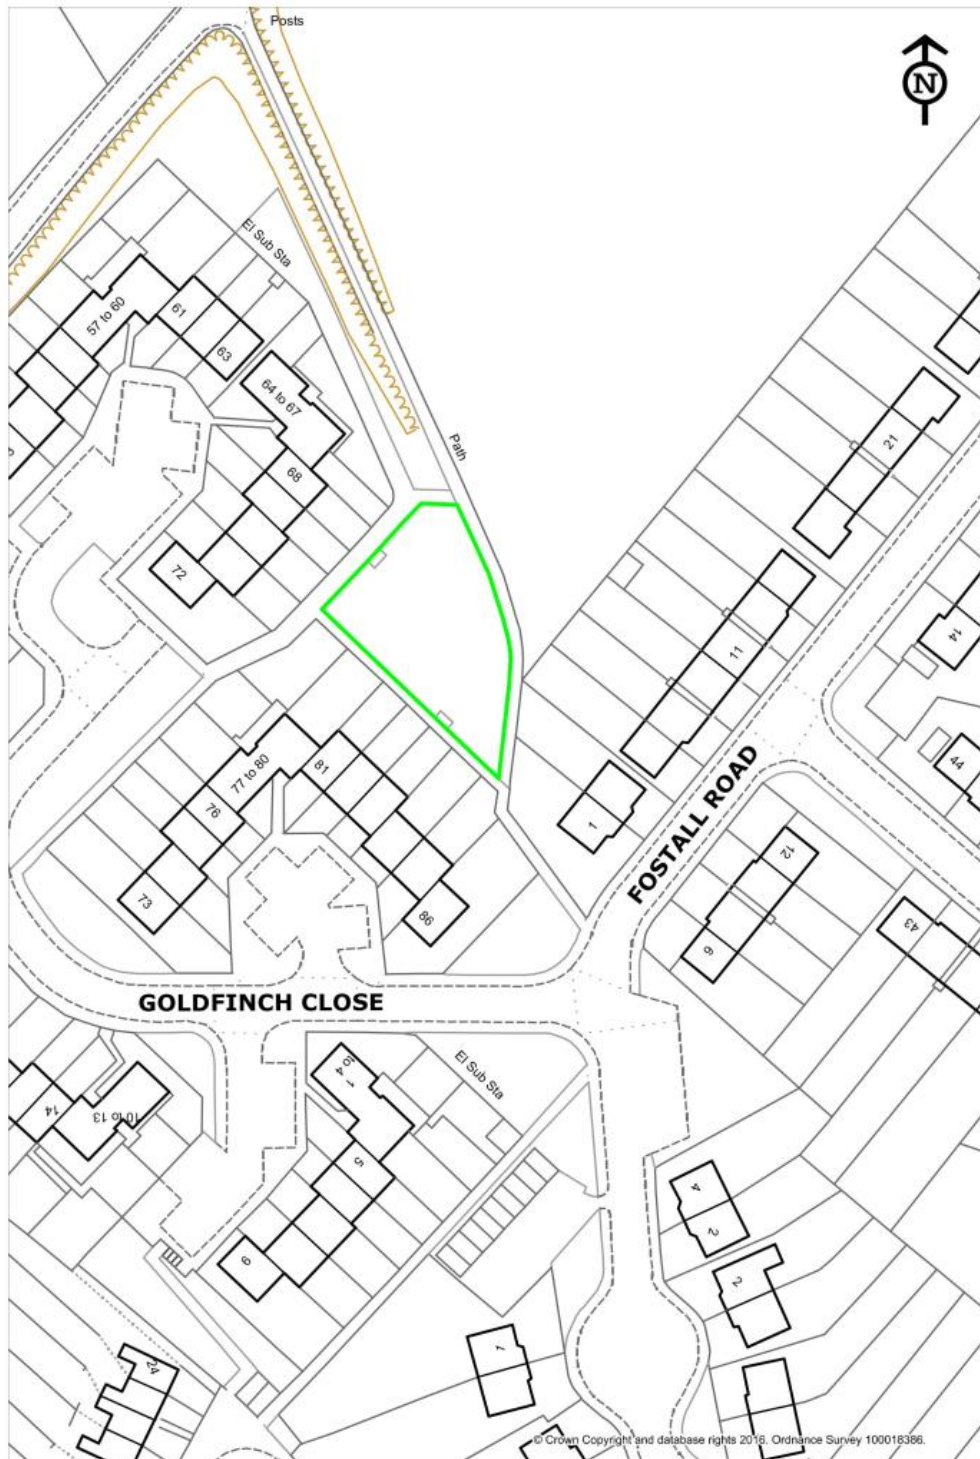 Posts
N
El Sub Sta
57 to 60
61
63
64 to 67
68
Path
21
72
11
14
44
77 to 80
81
76
1
FOSTALL ROAD
12
73
86
6
43
GOLDFINCH CLOSE
1 to 4
El Sub Sta
14
10 to 13
5
4
2
9
2
1
24
© Crown Copyright and database rights 2016. Ordnance Survey 100018386.